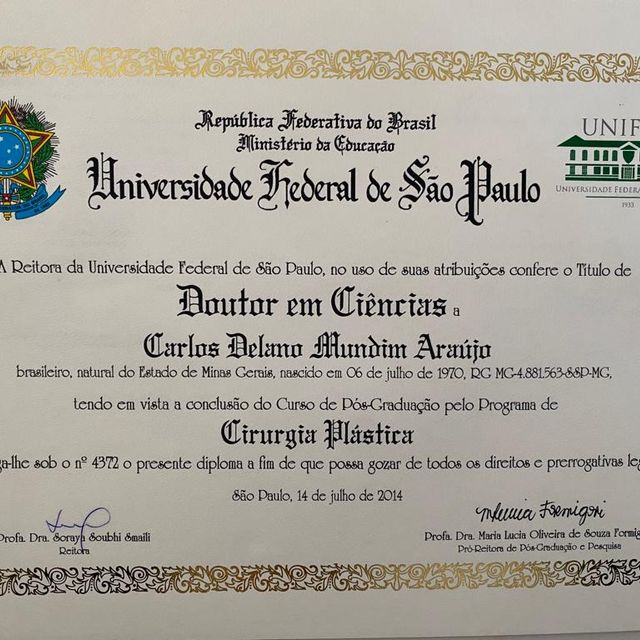 República Federativa do Brasil
Ministério da Educação
Universidade Federal de São Paulo
UNIF
UNIVERSIDADE FEDERA
1933
A Reitora da Universidade Federal de São Paulo, no uso de suas atribuições confere o Título de
Doutor em Ciências a
Carlos Delano Mundim Araújo
brasileiro, natural do Estado de Minas Gerais, nascido em 06 de julho de 1970, RG MG-4.881.563-SSP-MG,
tendo em vista a conclusão do Curso de Pós-Graduação pelo Programa de
Cirurgia Plástica
ga-lhe sob o nº 4372 o presente diploma a fim de que possa gozar de todos os direitos e prerrogativas leg
São Paulo, 14 de julho de 2014
Profa. Dra. Soraya Soubhi Smaili
Reitora
Profa. Dra. Maria Lucia Oliveira de Souza Formig
Pró-Reitora de Pós-Graduação e Pesquisa